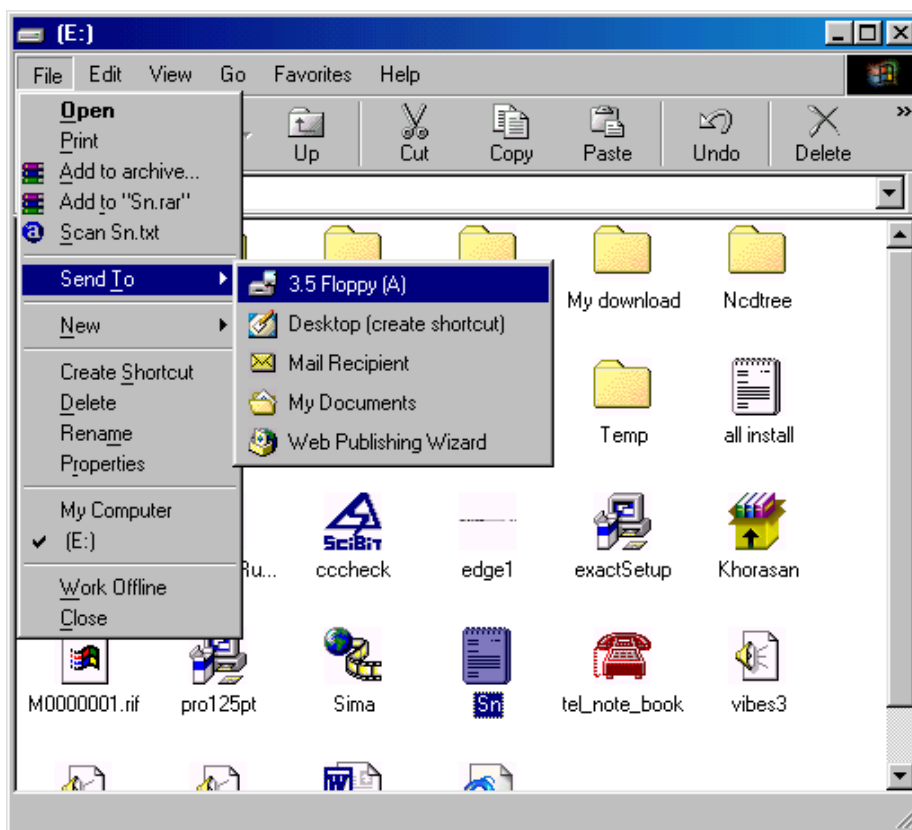 (E:)
File Edit View Go Favorites Help
Up Cut Copy Paste Undo Delete »
Open
Print
Add to archive...
Add to "Sn.rar"
Scan Sn.txt
Send To
New
Create Shortcut
Delete
Rename
Properties
My Computer
(E:)
Work Offline
Close
3.5 Floppy (A)
Desktop (create shortcut)
Mail Recipient
My Documents
Web Publishing Wizard
My download Ncdtree
Temp all install
SciBiT
Ru... cccheck edge1 exactSetup Khorasan
M0000001.rif pro125pt Sima Sn tel_note_book vibes3